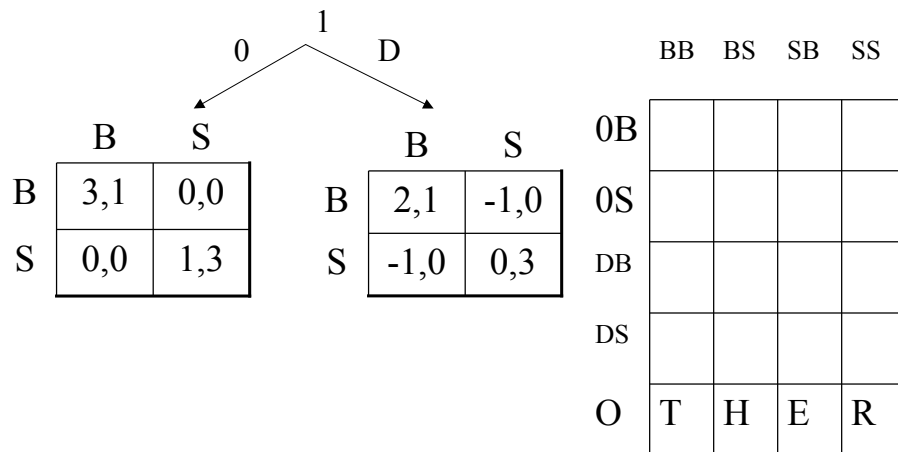 1
0 D
B S
B 3,1 0,0
S 0,0 1,3
B S
B 2,1 -1,0
S -1,0 0,3
BB BS SB SS
0B
0S
DB
DS
O T H E R